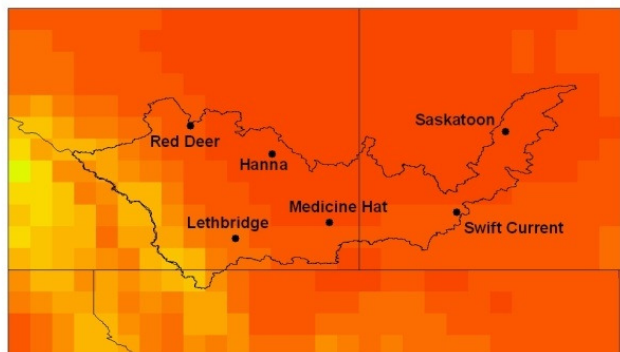 Saskatoon
Red Deer
Hanna
Medicine Hat
Lethbridge
Swift Current